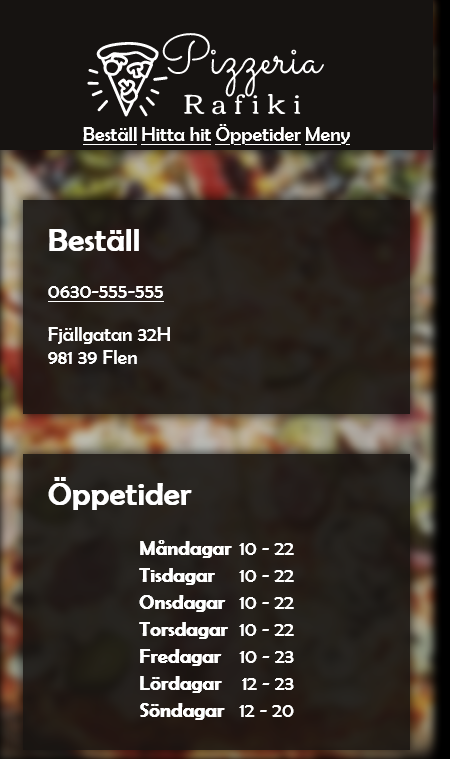 Pizzeria
Rafiki
Beställ Hitta hit Öppetider Meny
Beställ
0630-555-555
Fjällgatan 32H
981 39 Flen
Öppetider
Måndagar 10 - 22
Tisdagar 10 - 22
Onsdagar 10 - 22
Torsdagar 10 - 22
Fredagar 10 - 23
Lördagar 12 - 23
Söndagar 12 - 20